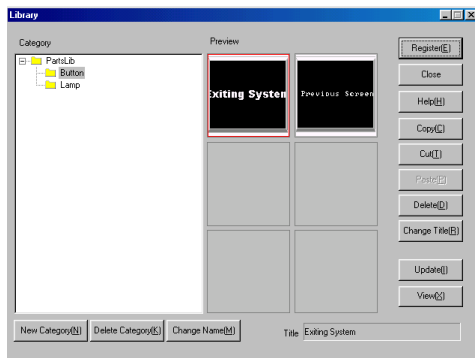 Library
Category
Preview
PartsLib
Button
Lamp
Exiting System
Previous Screen
Register(E)
Close
Help(H)
Copy(C)
Cut(T)
Paste(P)
Delete(D)
Change Title(R)
Update(I)
View(X)
New Category(N)
Delete Category(K)
Change Name(M)
Title
Exiting System